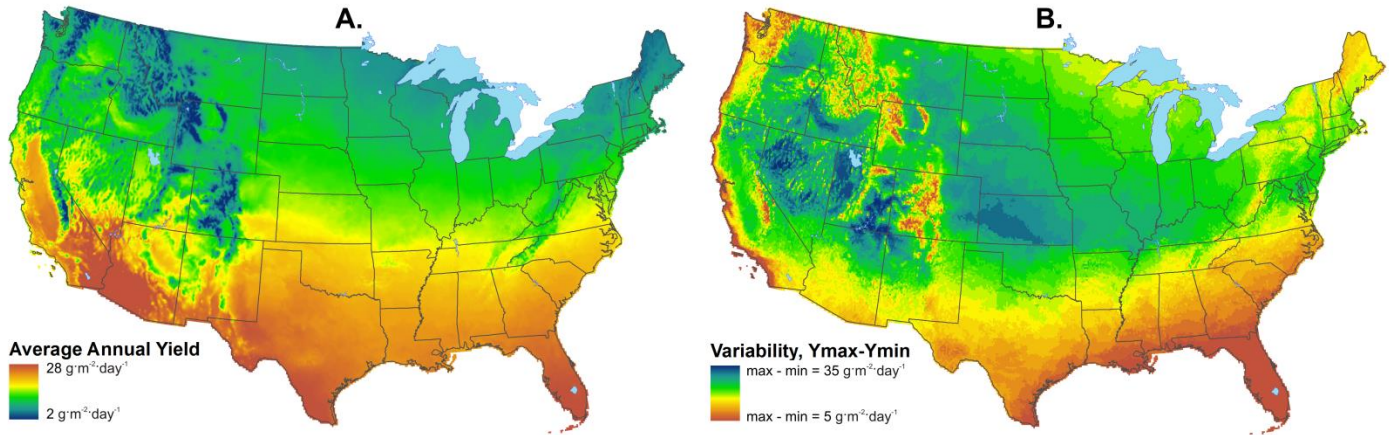 A.
Average Annual Yield
28 g·m⁻²·day⁻¹
2 g·m⁻²·day⁻¹
B.
Variability, Ymax-Ymin
max - min = 35 g·m⁻²·day⁻¹
max - min = 5 g·m⁻²·day⁻¹